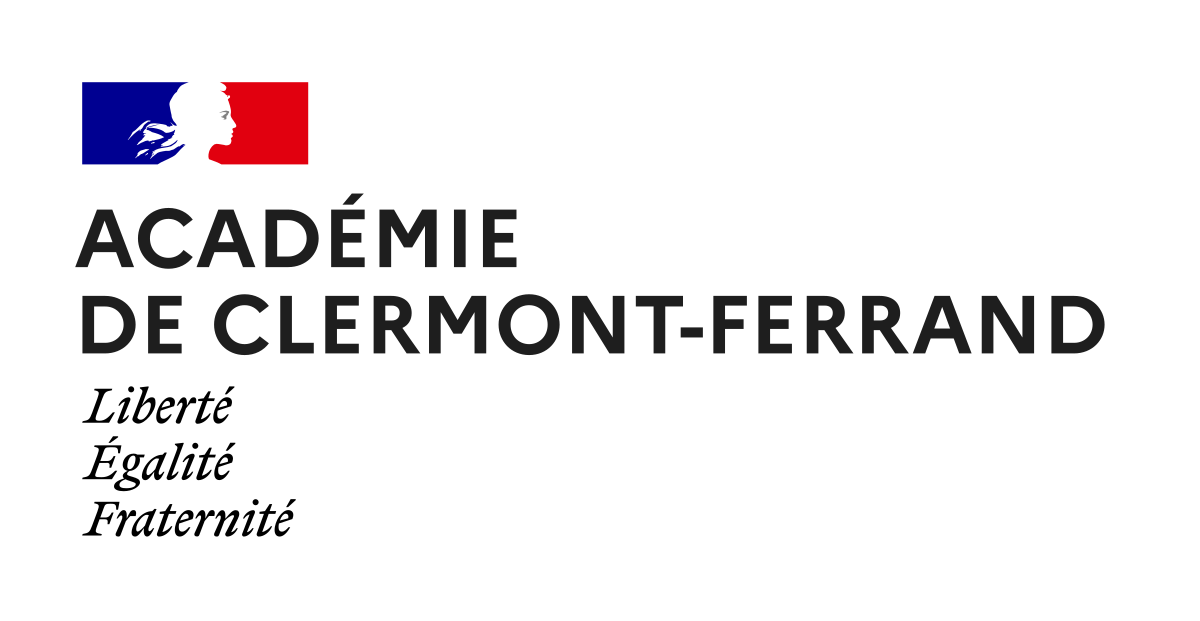 ACADÉMIE
DE CLERMONT-FERRAND
Liberté
Égalité
Fraternité